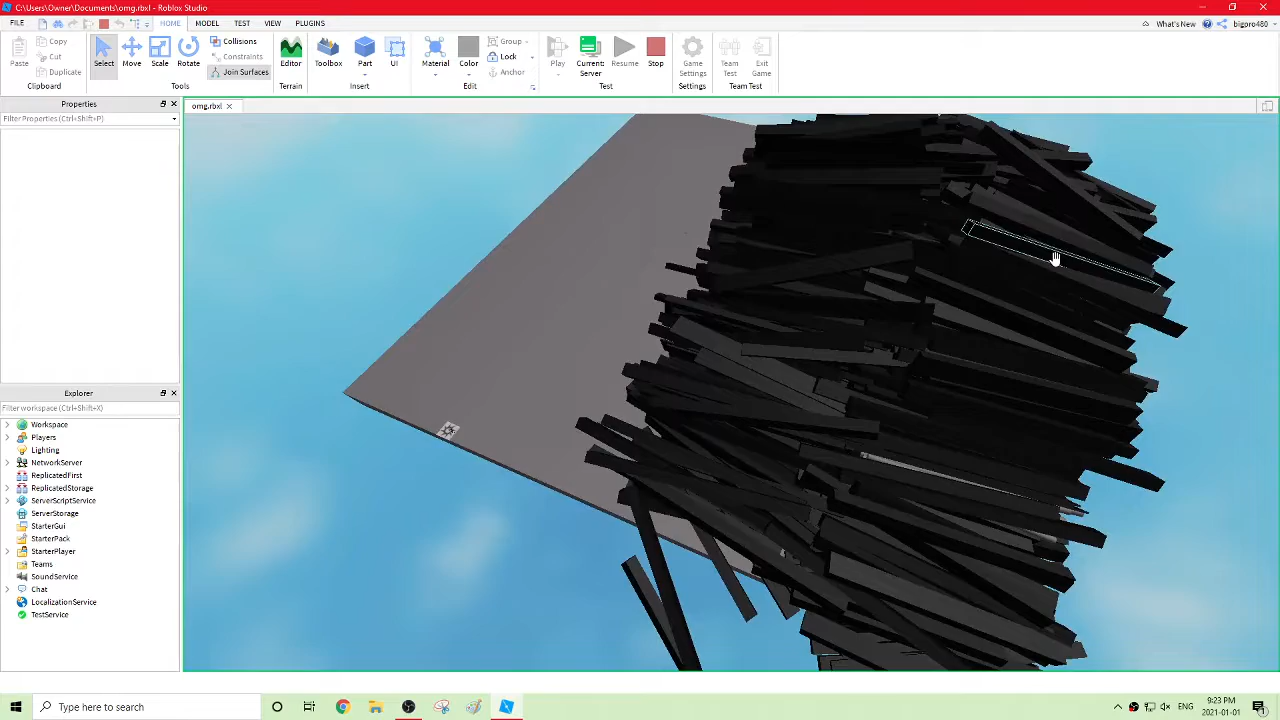 C:\Users\Owner\Documents\omg.rbxl - Roblox Studio
FILE HOME MODEL TEST VIEW PLUGINS What's New bigpro480
Paste Copy Cut Duplicate Select Move Scale Rotate Collisions Constraints Join Surfaces Editor Toolbox Part UI Material Color Group Lock Anchor Play Current: Server Resume Stop Game Settings Team Test Exit Game
Clipboard Tools Terrain Insert Edit Test Settings Team Test
Properties omg.rbxl
Filter Properties (Ctrl+Shift+P)
Explorer
Filter workspace (Ctrl+Shift+X)
Workspace
Players
Lighting
NetworkServer
ReplicatedFirst
ReplicatedStorage
ServerScriptService
ServerStorage
StarterGui
StarterPack
StarterPlayer
Teams
SoundService
Chat
LocalizationService
TestService
Type here to search ENG 9:23 PM
2021-01-01